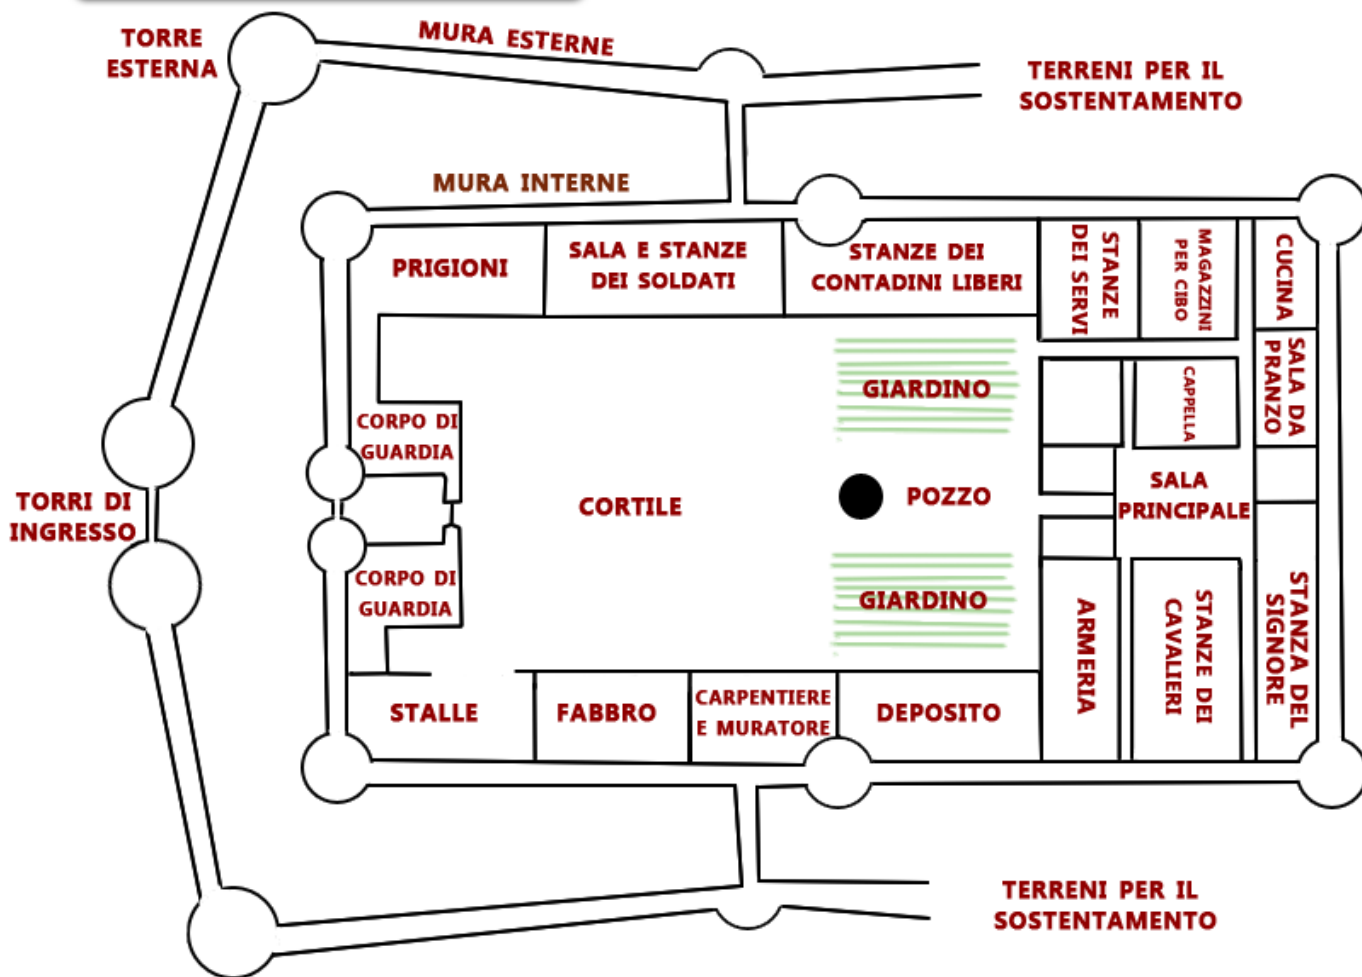 TORRE
ESTERNA
MURA ESTERNE
TERRENI PER IL
SOSTENTAMENTO
MURA INTERNE
PRIGIONI
SALA E STANZE
DEI SOLDATI
STANZE DEI
CONTADINI LIBERI
STANZE
DEI SERVI
MAGAZZINI
PER CIBO
CUCINA
SALA DA
PRANZO
CAPPELLA
GIARDINO
CORPO DI
GUARDIA
CORTILE
POZZO
SALA
PRINCIPALE
TORRI DI
INGRESSO
CORPO DI
GUARDIA
GIARDINO
ARMERIA
STANZE DEI
CAVALIERI
STANZA DEL
SIGNORE
STALLE
FABBRO
CARPENTIERE
E MURATORE
DEPOSITO
TERRENI PER IL
SOSTENTAMENTO